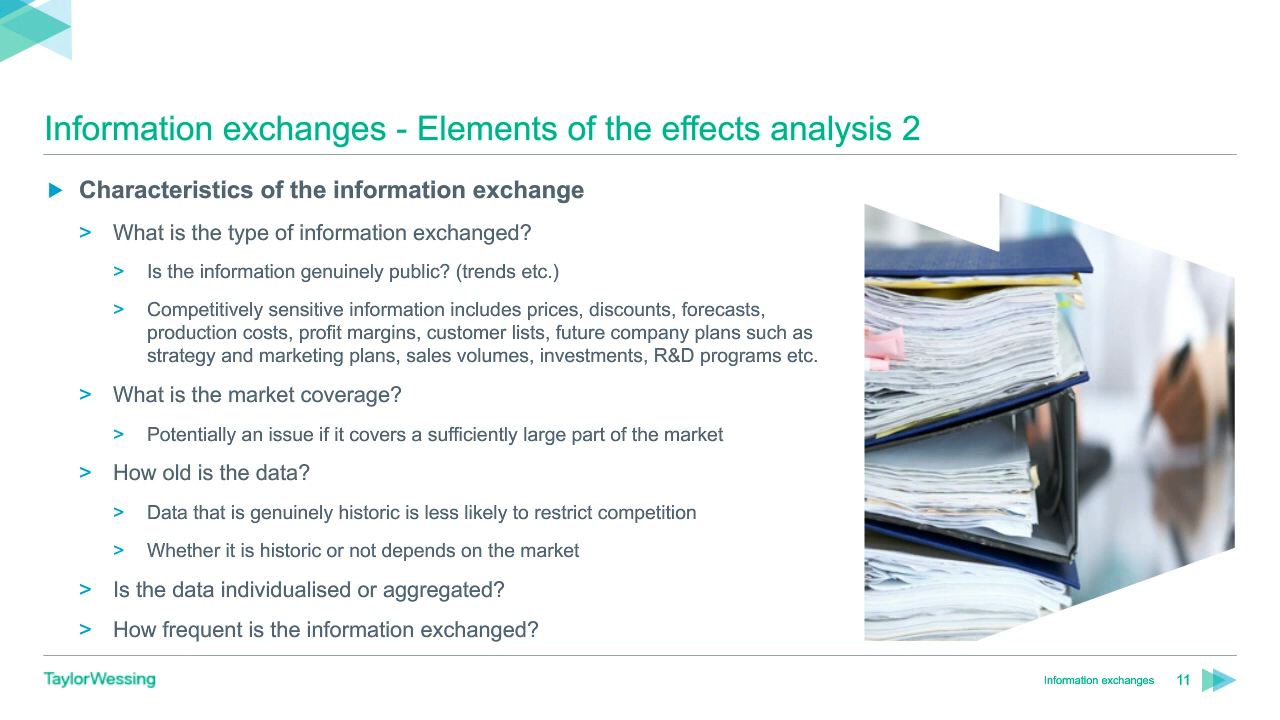 Information exchanges - Elements of the effects analysis 2
Characteristics of the information exchange
> What is the type of information exchanged?
> Is the information genuinely public? (trends etc.)
> Competitively sensitive information includes prices, discounts, forecasts,
production costs, profit margins, customer lists, future company plans such as
strategy and marketing plans, sales volumes, investments, R&D programs etc.
> What is the market coverage?
> Potentially an issue if it covers a sufficiently large part of the market
> How old is the data?
> Data that is genuinely historic is less likely to restrict competition
> Whether it is historic or not depends on the market
> Is the data individualised or aggregated?
> How frequent is the information exchanged?
TaylorWessing
Information exchanges 11